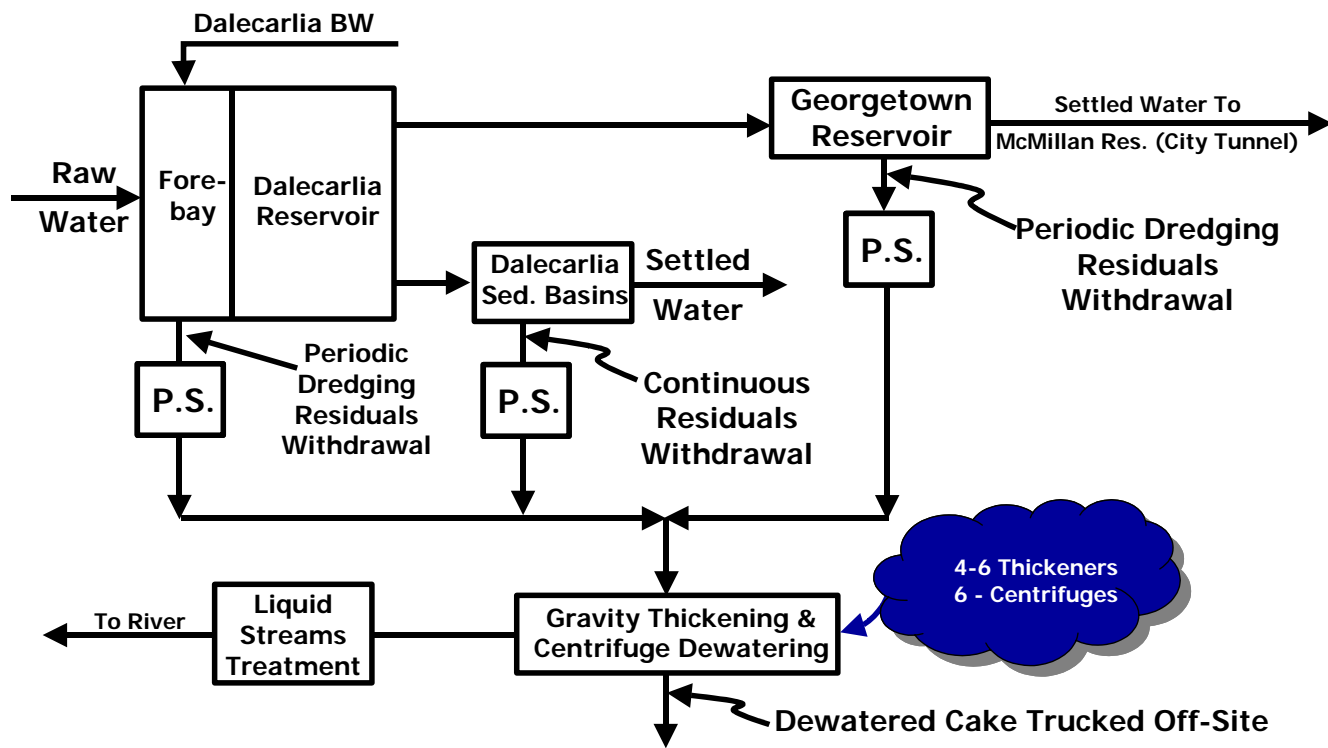 Dalecarlia BW
Raw
Water
Fore-
bay
Dalecarlia
Reservoir
Georgetown
Reservoir
Settled Water To
McMillan Res. (City Tunnel)
Dalecarlia
Sed. Basins
Settled
Water
P.S.
Periodic Dredging
Residuals
Withdrawal
P.S.
Periodic
Dredging
Residuals
Withdrawal
P.S.
Continuous
Residuals
Withdrawal
4-6 Thickeners
6 - Centrifuges
To River
Liquid
Streams
Treatment
Gravity Thickening &
Centrifuge Dewatering
Dewatered Cake Trucked Off-Site